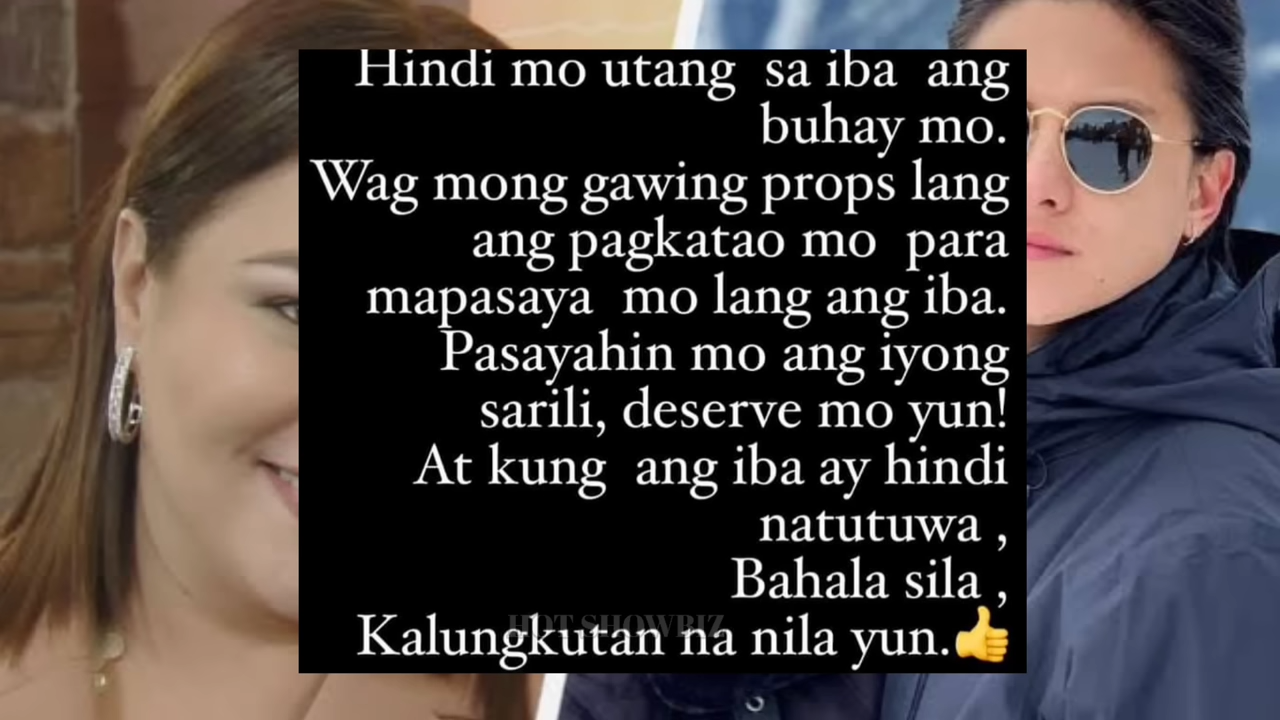 Hindi mo utang sa iba ang
buhay mo.
Wag mong gawing props lang
ang pagkatao mo para
mapasaya mo lang ang iba.
Pasayahin mo ang iyong
sarili, deserve mo yun!
At kung ang iba ay hindi
natutuwa ,
Bahala sila ,
Kalungkutan na nila yun.👍
HOT SHOWBIZ